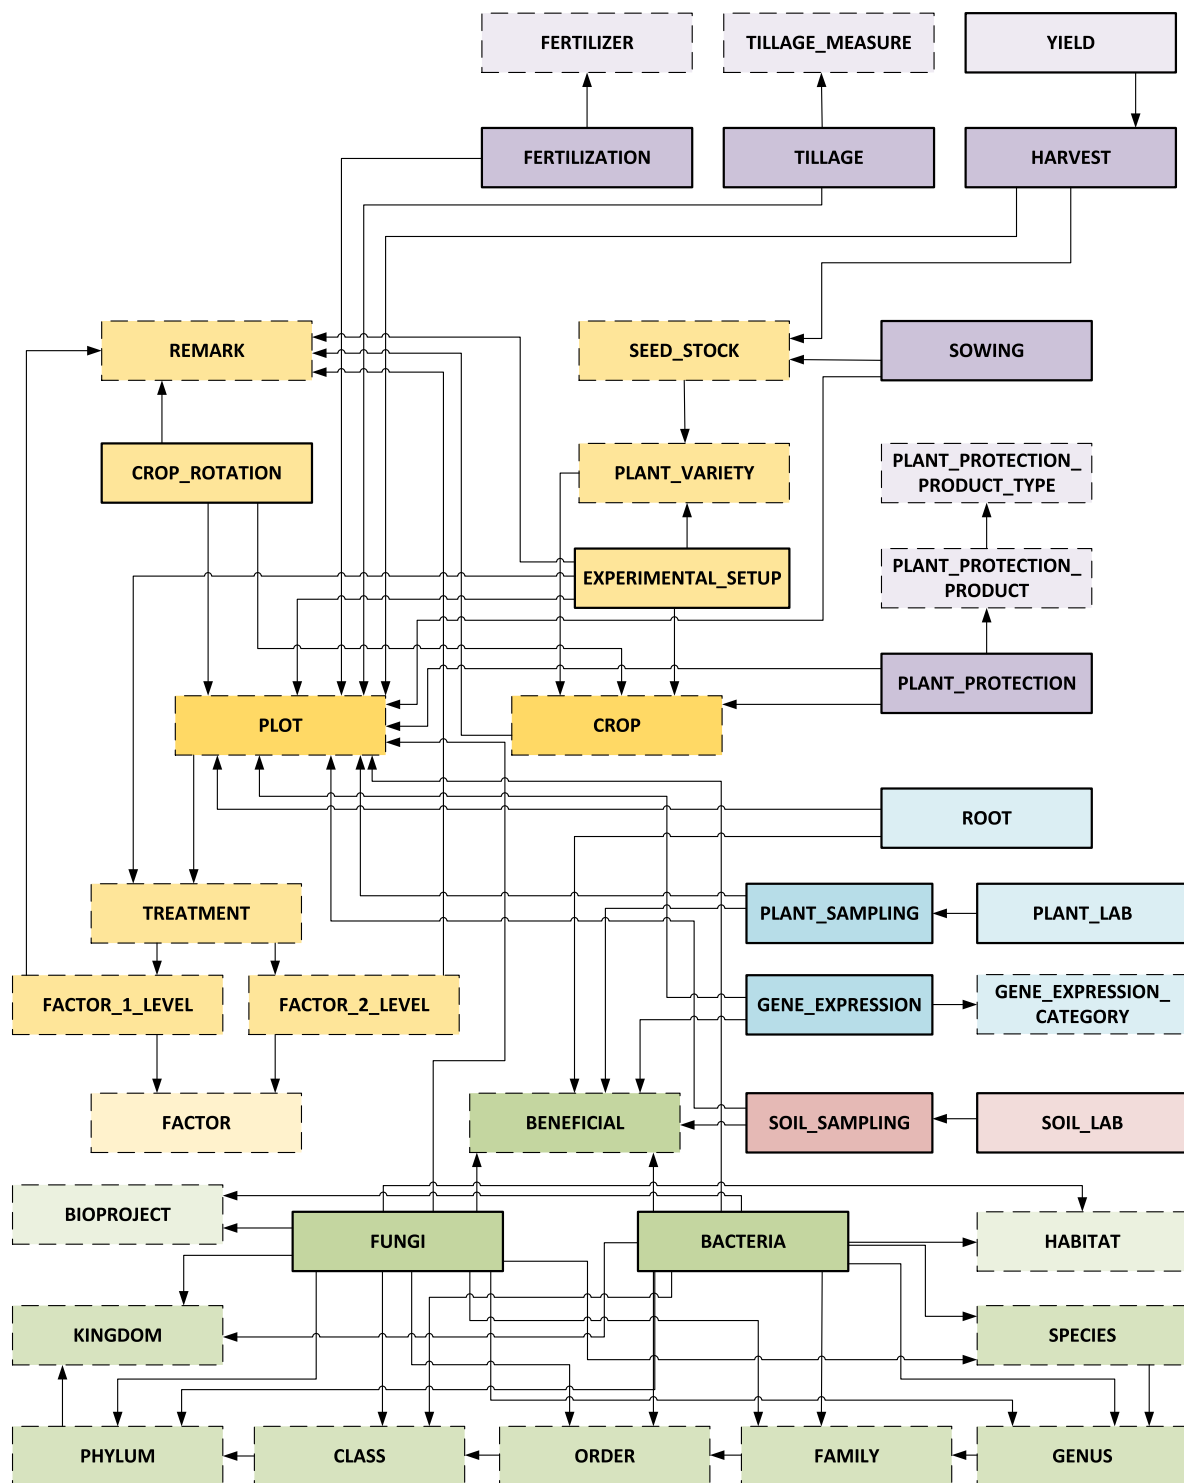 FERTILIZER
TILLAGE_MEASURE
YIELD
FERTILIZATION
TILLAGE
HARVEST
REMARK
SEED_STOCK
SOWING
CROP_ROTATION
PLANT_VARIETY
PLANT_PROTECTION_
PRODUCT_TYPE
EXPERIMENTAL_SETUP
PLANT_PROTECTION_
PRODUCT
PLANT_PROTECTION
PLOT
CROP
ROOT
TREATMENT
PLANT_SAMPLING
PLANT_LAB
FACTOR_1_LEVEL
FACTOR_2_LEVEL
GENE_EXPRESSION
GENE_EXPRESSION_
CATEGORY
FACTOR
BENEFICIAL
SOIL_SAMPLING
SOIL_LAB
BIOPROJECT
FUNGI
BACTERIA
HABITAT
KINGDOM
SPECIES
PHYLUM
CLASS
ORDER
FAMILY
GENUS